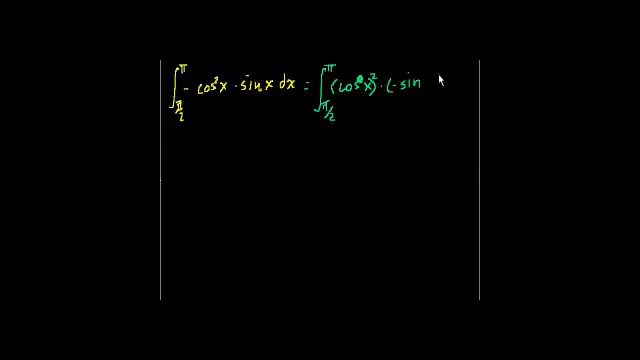 ∫_{π/2}^{π} - cos²x · sin x dx = ∫_{π/2}^{π} (cos x)² · (-sin